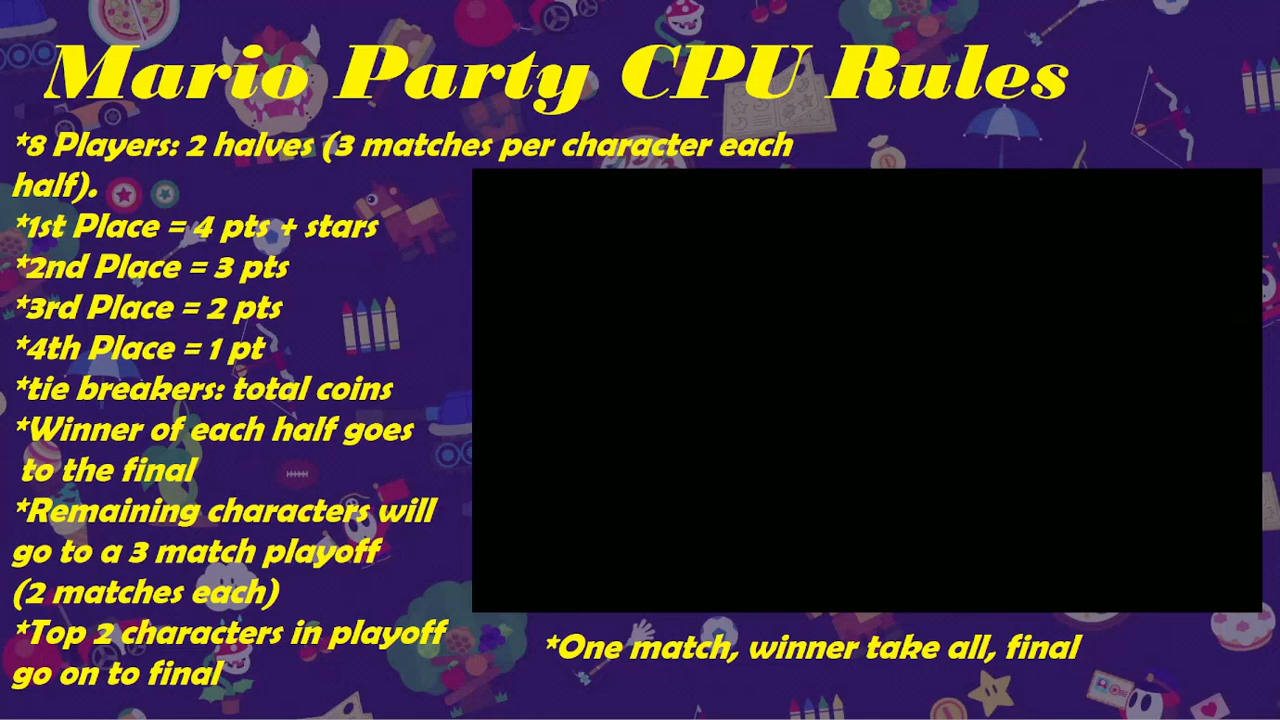 Mario Party CPU Rules
*8 Players: 2 halves (3 matches per character each
half).
*1st Place = 4 pts + stars
*2nd Place = 3 pts
*3rd Place = 2 pts
*4th Place = 1 pt
*tie breakers: total coins
*Winner of each half goes
to the final
*Remaining characters will
go to a 3 match playoff
(2 matches each)
*Top 2 characters in playoff
go on to final
*One match, winner take all, final